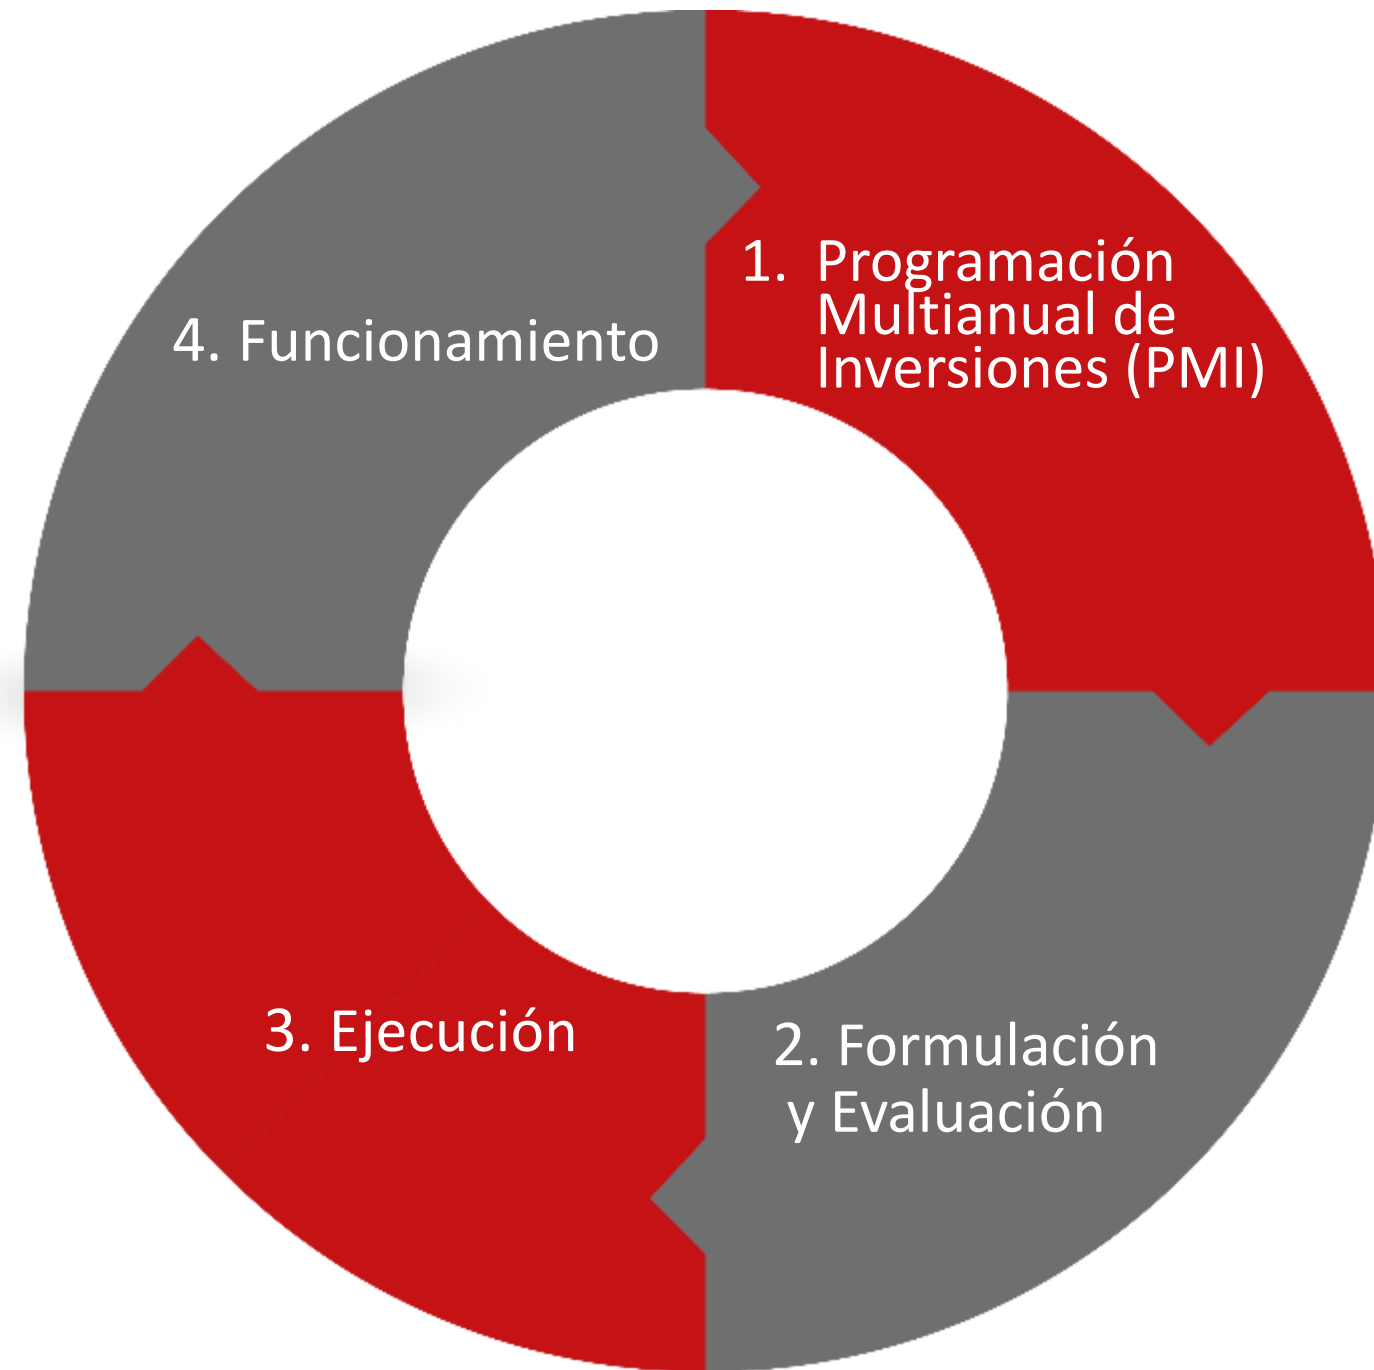 1. Programación
Multianual de
Inversiones (PMI)
2. Formulación
y Evaluación
3. Ejecución
4. Funcionamiento